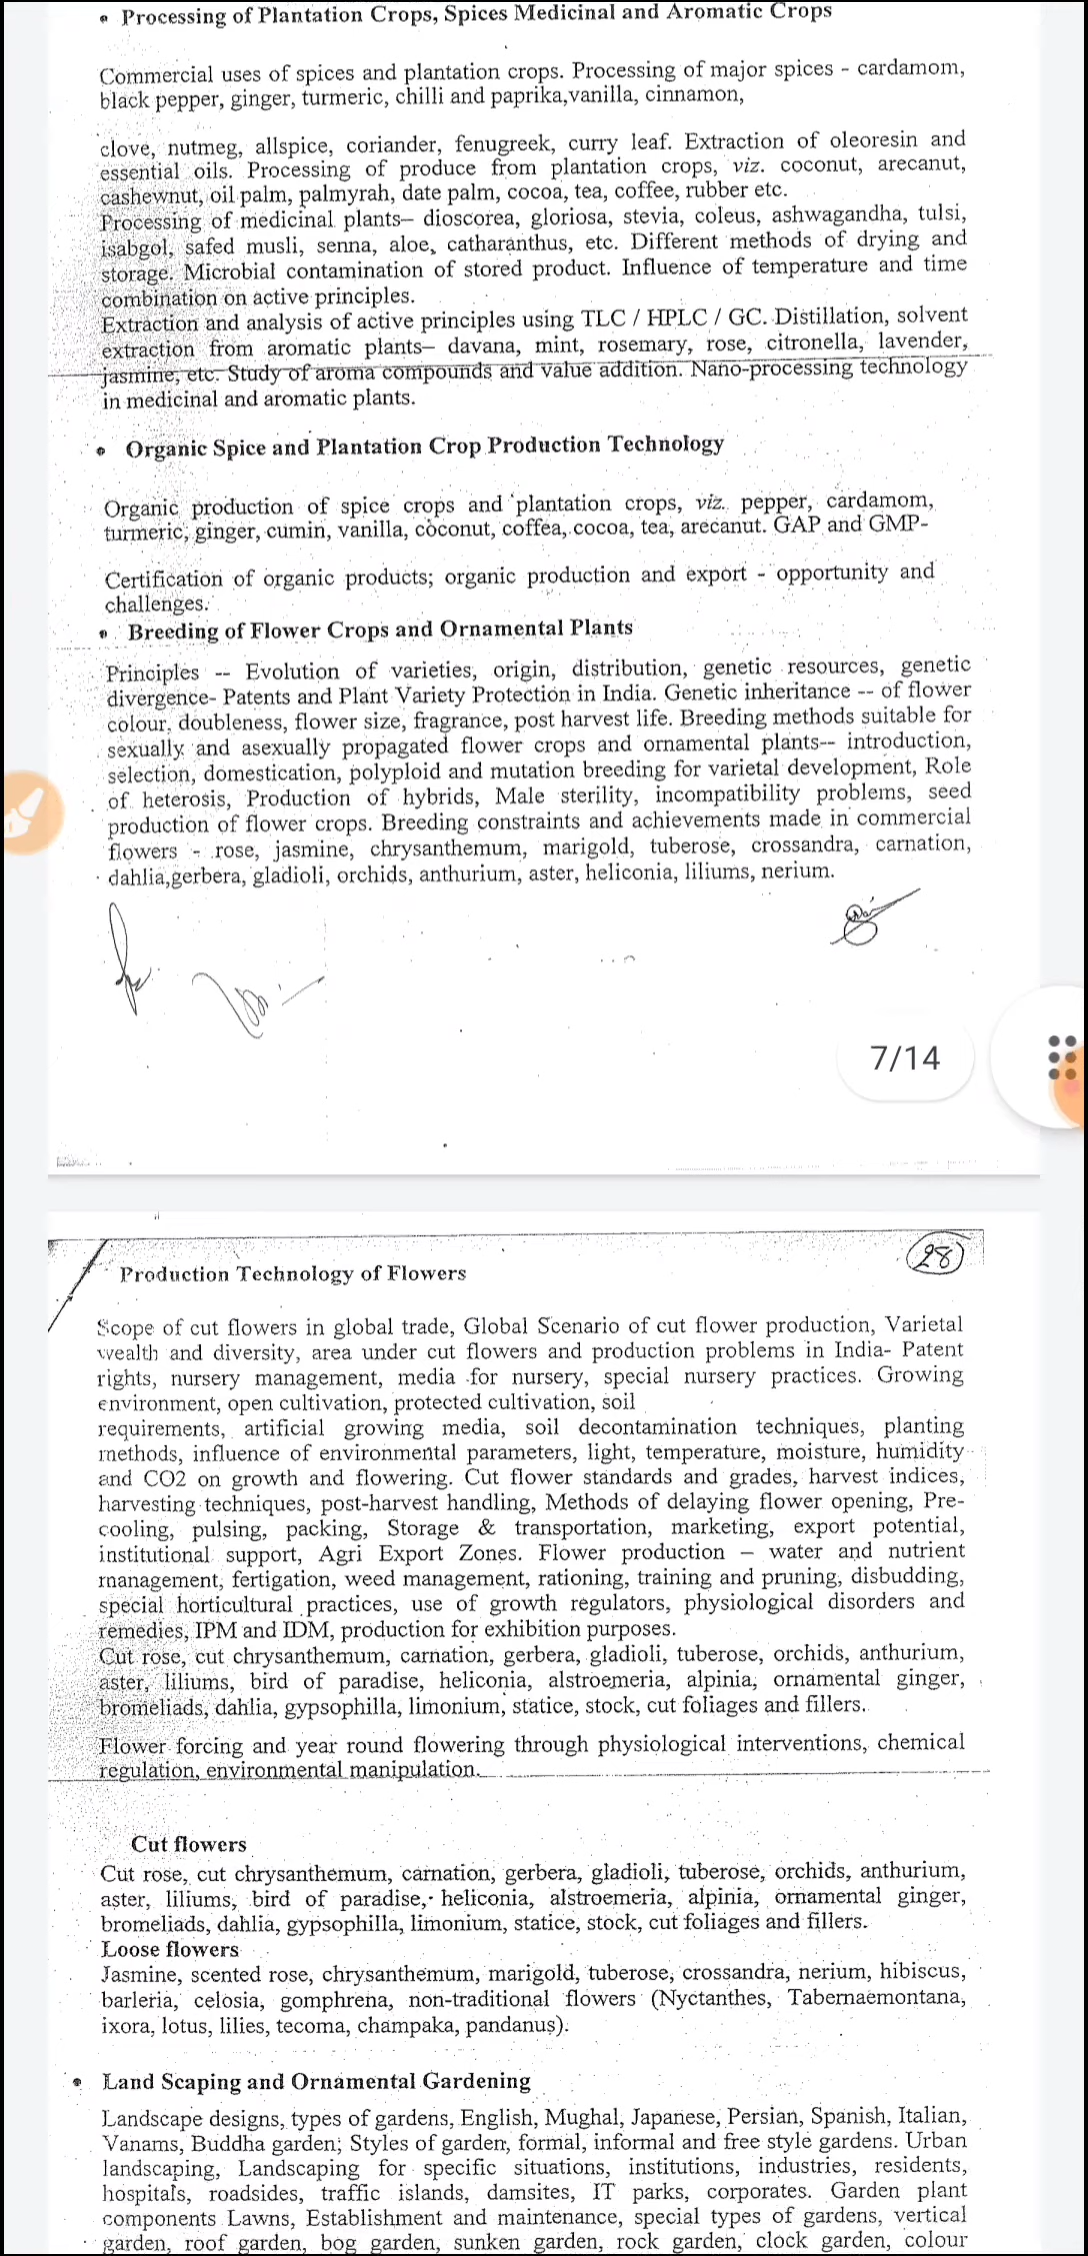 • Processing of Plantation Crops, Spices Medicinal and Aromatic Crops
Commercial uses of spices and plantation crops. Processing of major spices - cardamom,
black pepper, ginger, turmeric, chilli and paprika,vanilla, cinnamon,
clove, nutmeg, allspice, coriander, fenugreek, curry leaf. Extraction of oleoresin and
essential oils. Processing of produce from plantation crops, viz. coconut, arecanut,
cashewnut, oil palm, palmyrah, date palm, cocoa, tea, coffee, rubber etc.
Processing of medicinal plants– dioscorea, gloriosa, stevia, coleus, ashwagandha, tulsi,
isabgol, safed musli, senna, aloe, catharanthus, etc. Different methods of drying and
storage. Microbial contamination of stored product. Influence of temperature and time
combination on active principles.
Extraction and analysis of active principles using TLC / HPLC / GC. Distillation, solvent
extraction from aromatic plants– davana, mint, rosemary, rose, citronella, lavender,
jasmine, etc. Study of aroma compounds and value addition. Nano-processing technology
in medicinal and aromatic plants.
• Organic Spice and Plantation Crop Production Technology
Organic production of spice crops and plantation crops, viz. pepper, cardamom,
turmeric, ginger, cumin, vanilla, coconut, coffea, cocoa, tea, arecanut. GAP and GMP-
Certification of organic products; organic production and export - opportunity and
challenges.
• Breeding of Flower Crops and Ornamental Plants
Principles -- Evolution of varieties, origin, distribution, genetic resources, genetic
divergence- Patents and Plant Variety Protection in India. Genetic inheritance -- of flower
colour, doubleness, flower size, fragrance, post harvest life. Breeding methods suitable for
sexually and asexually propagated flower crops and ornamental plants-- introduction,
selection, domestication, polyploid and mutation breeding for varietal development, Role
of heterosis, Production of hybrids, Male sterility, incompatibility problems, seed
production of flower crops. Breeding constraints and achievements made in commercial
flowers - rose, jasmine, chrysanthemum, marigold, tuberose, crossandra, carnation,
dahlia,gerbera, gladioli, orchids, anthurium, aster, heliconia, liliums, nerium.
7/14
28
Production Technology of Flowers
Scope of cut flowers in global trade, Global Scenario of cut flower production, Varietal
wealth and diversity, area under cut flowers and production problems in India- Patent
rights, nursery management, media for nursery, special nursery practices. Growing
environment, open cultivation, protected cultivation, soil
requirements, artificial growing media, soil decontamination techniques, planting
methods, influence of environmental parameters, light, temperature, moisture, humidity
and CO2 on growth and flowering. Cut flower standards and grades, harvest indices,
harvesting techniques, post-harvest handling, Methods of delaying flower opening, Pre-
cooling, pulsing, packing, Storage & transportation, marketing, export potential,
institutional support, Agri Export Zones. Flower production – water and nutrient
management, fertigation, weed management, rationing, training and pruning, disbudding,
special horticultural practices, use of growth regulators, physiological disorders and
remedies, IPM and IDM, production for exhibition purposes.
Cut rose, cut chrysanthemum, carnation, gerbera, gladioli, tuberose, orchids, anthurium,
aster, liliums, bird of paradise, heliconia, alstroemeria, alpinia, ornamental ginger,
bromeliads, dahlia, gypsophilla, limonium, statice, stock, cut foliages and fillers.
Flower forcing and year round flowering through physiological interventions, chemical
regulation, environmental manipulation.
Cut flowers
Cut rose, cut chrysanthemum, carnation, gerbera, gladioli, tuberose, orchids, anthurium,
aster, liliums, bird of paradise, heliconia, alstroemeria, alpinia, ornamental ginger,
bromeliads, dahlia, gypsophilla, limonium, statice, stock, cut foliages and fillers.
Loose flowers
Jasmine, scented rose, chrysanthemum, marigold, tuberose, crossandra, nerium, hibiscus,
barleria, celosia, gomphrena, non-traditional flowers (Nyctanthes, Tabernaemontana,
ixora, lotus, lilies, tecoma, champaka, pandanus).
• Land Scaping and Ornamental Gardening
Landscape designs, types of gardens, English, Mughal, Japanese, Persian, Spanish, Italian,
Vanams, Buddha garden; Styles of garden, formal, informal and free style gardens. Urban
landscaping, Landscaping for specific situations, institutions, industries, residents,
hospitals, roadsides, traffic islands, damsites, IT parks, corporates. Garden plant
components Lawns, Establishment and maintenance, special types of gardens, vertical
garden, roof garden, bog garden, sunken garden, rock garden, clock garden, colour